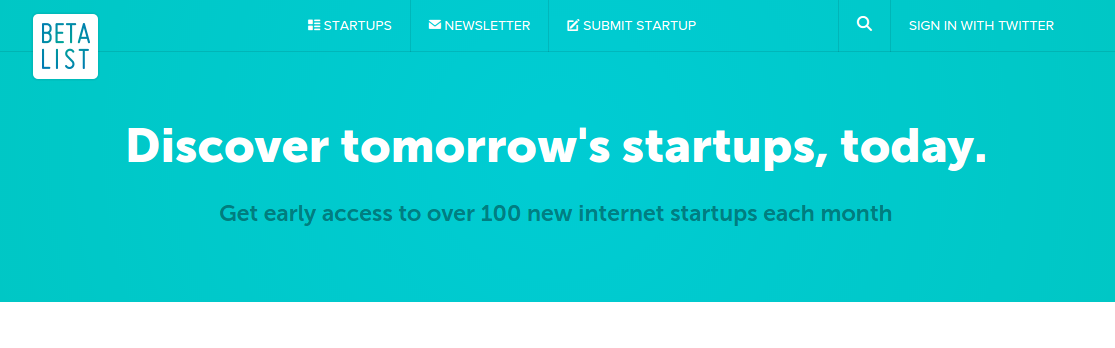 BETA
LIST
STARTUPS
NEWSLETTER
SUBMIT STARTUP
SIGN IN WITH TWITTER
Discover tomorrow's startups, today.
Get early access to over 100 new internet startups each month